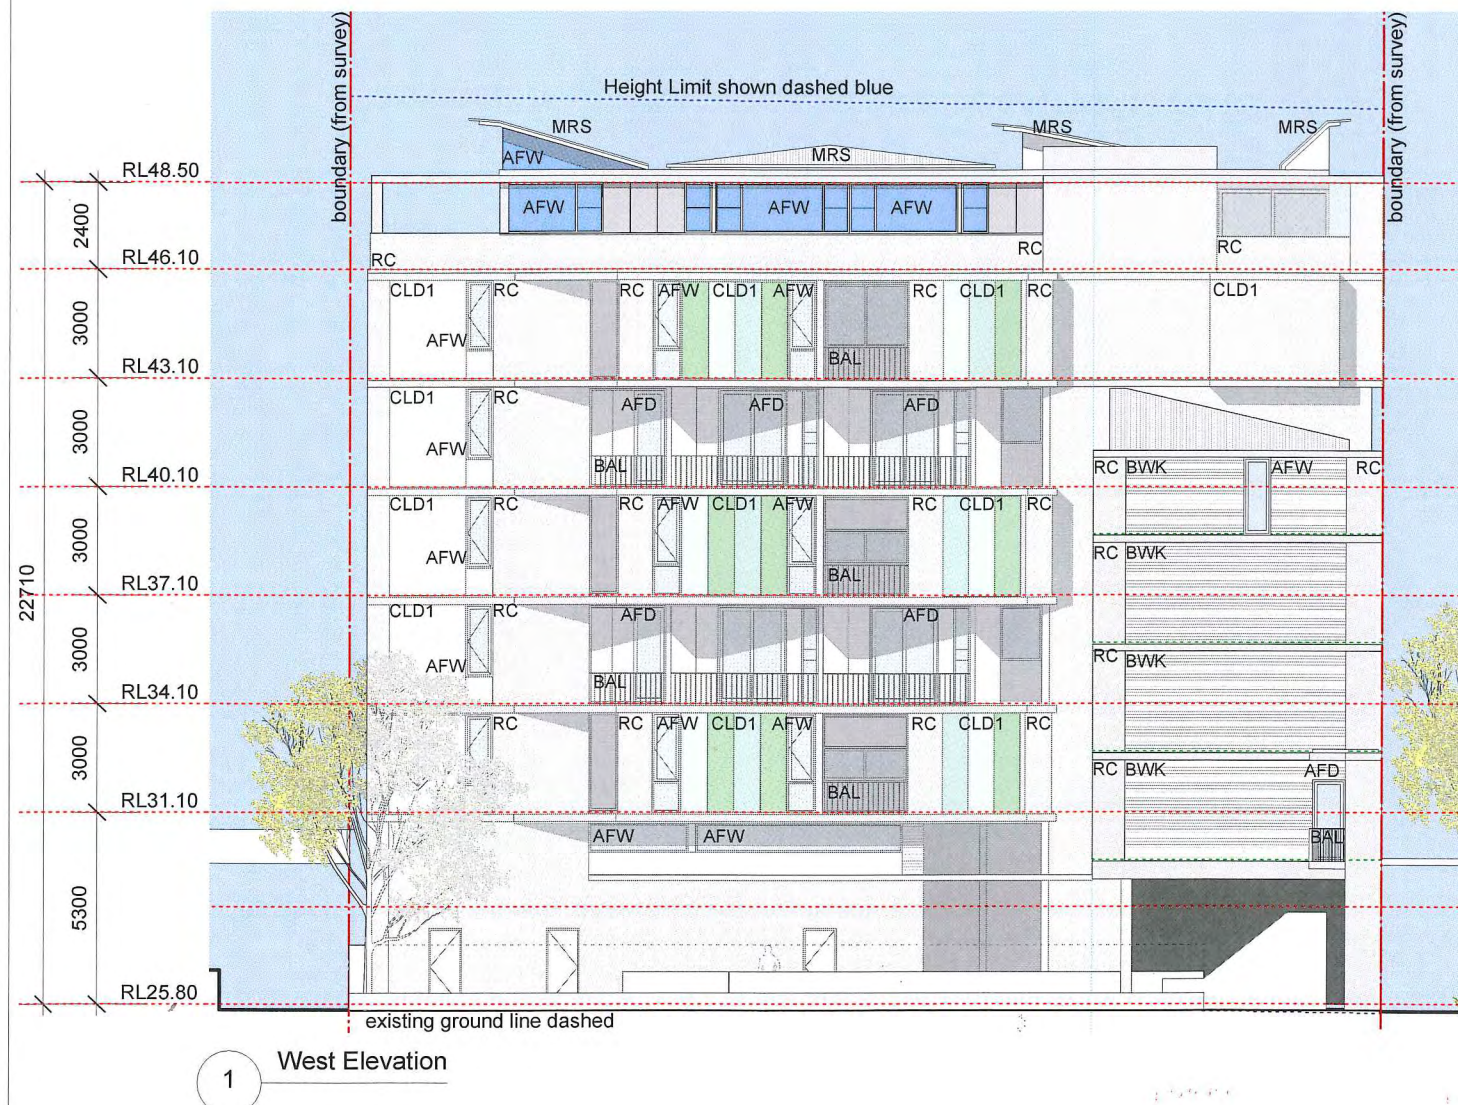 boundary (from survey)
boundary (from survey)
Height Limit shown dashed blue
MRS
MRS
MRS
AFW
MRS
RL48.50
AFW
AFW
AFW
2400
RC
RC
RL46.10
RC
CLD1
RC
RC
AFW
CLD1
AFW
RC
CLD1
RC
CLD1
3000
AFW
BAL
RL43.10
CLD1
RC
AFD
AFD
AFD
3000
AFW
BAL
RC
BWK
AFW
RC
RL40.10
CLD1
RC
RC
AFW
CLD1
AFW
RC
CLD1
RC
3000
AFW
RC
BWK
BAL
RL37.10
22710
CLD1
RC
AFD
AFD
3000
AFW
RC
BWK
BAL
RL34.10
RC
RC
AFW
CLD1
AFW
RC
CLD1
RC
3000
RC
BWK
AFD
BAL
RL31.10
AFW
AFW
BAL
5300
RL25.80
existing ground line dashed
1
West Elevation